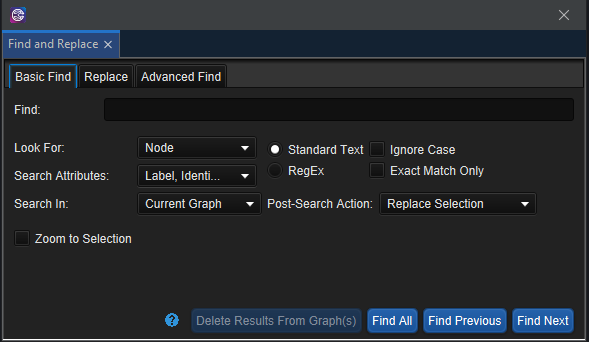 Find and Replace
Basic Find Replace Advanced Find
Find:
Look For: Node Standard Text Ignore Case
RegEx Exact Match Only
Search Attributes: Label, Identi...
Search In: Current Graph Post-Search Action: Replace Selection
Zoom to Selection
? Delete Results From Graph(s) Find All Find Previous Find Next